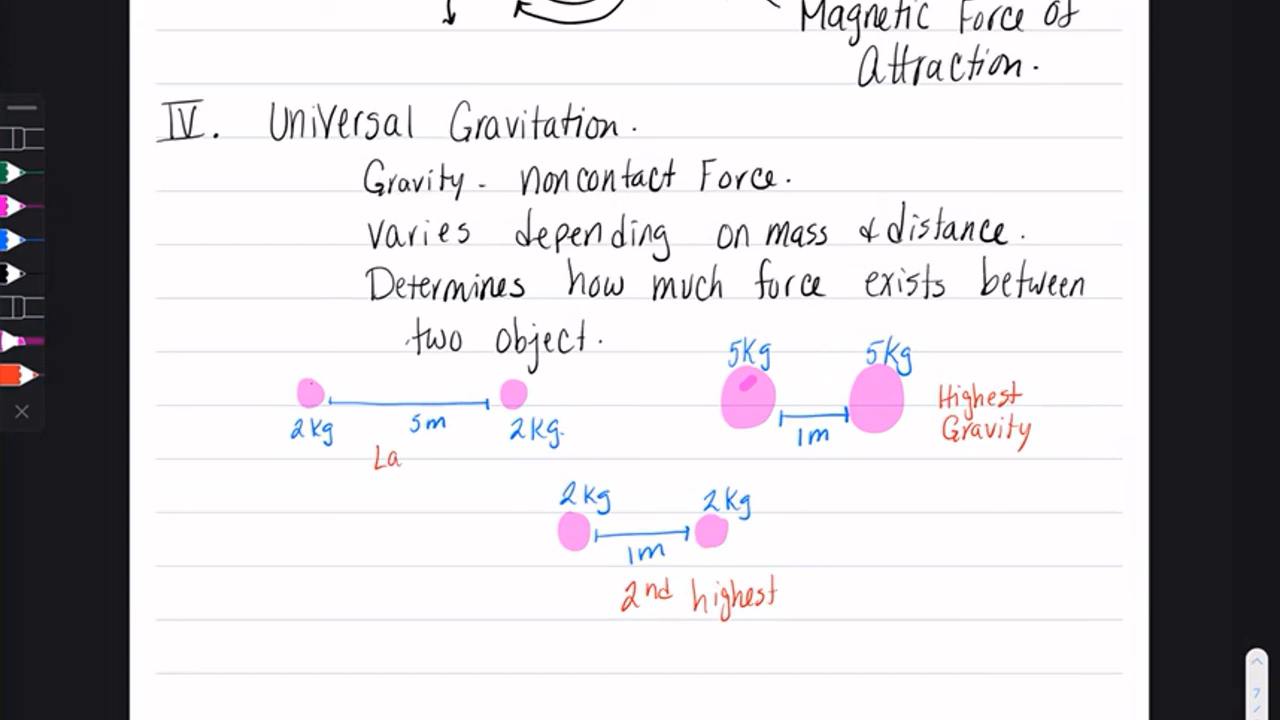 Magnetic Force of
Attraction.
IV. Universal Gravitation.
Gravity - noncontact Force.
varies depending on mass & distance.
Determines how much force exists between
two object.
5Kg 5Kg
2kg 5m 2kg.
1m
Highest
Gravity
La
2kg 2kg
1m
2nd highest
7